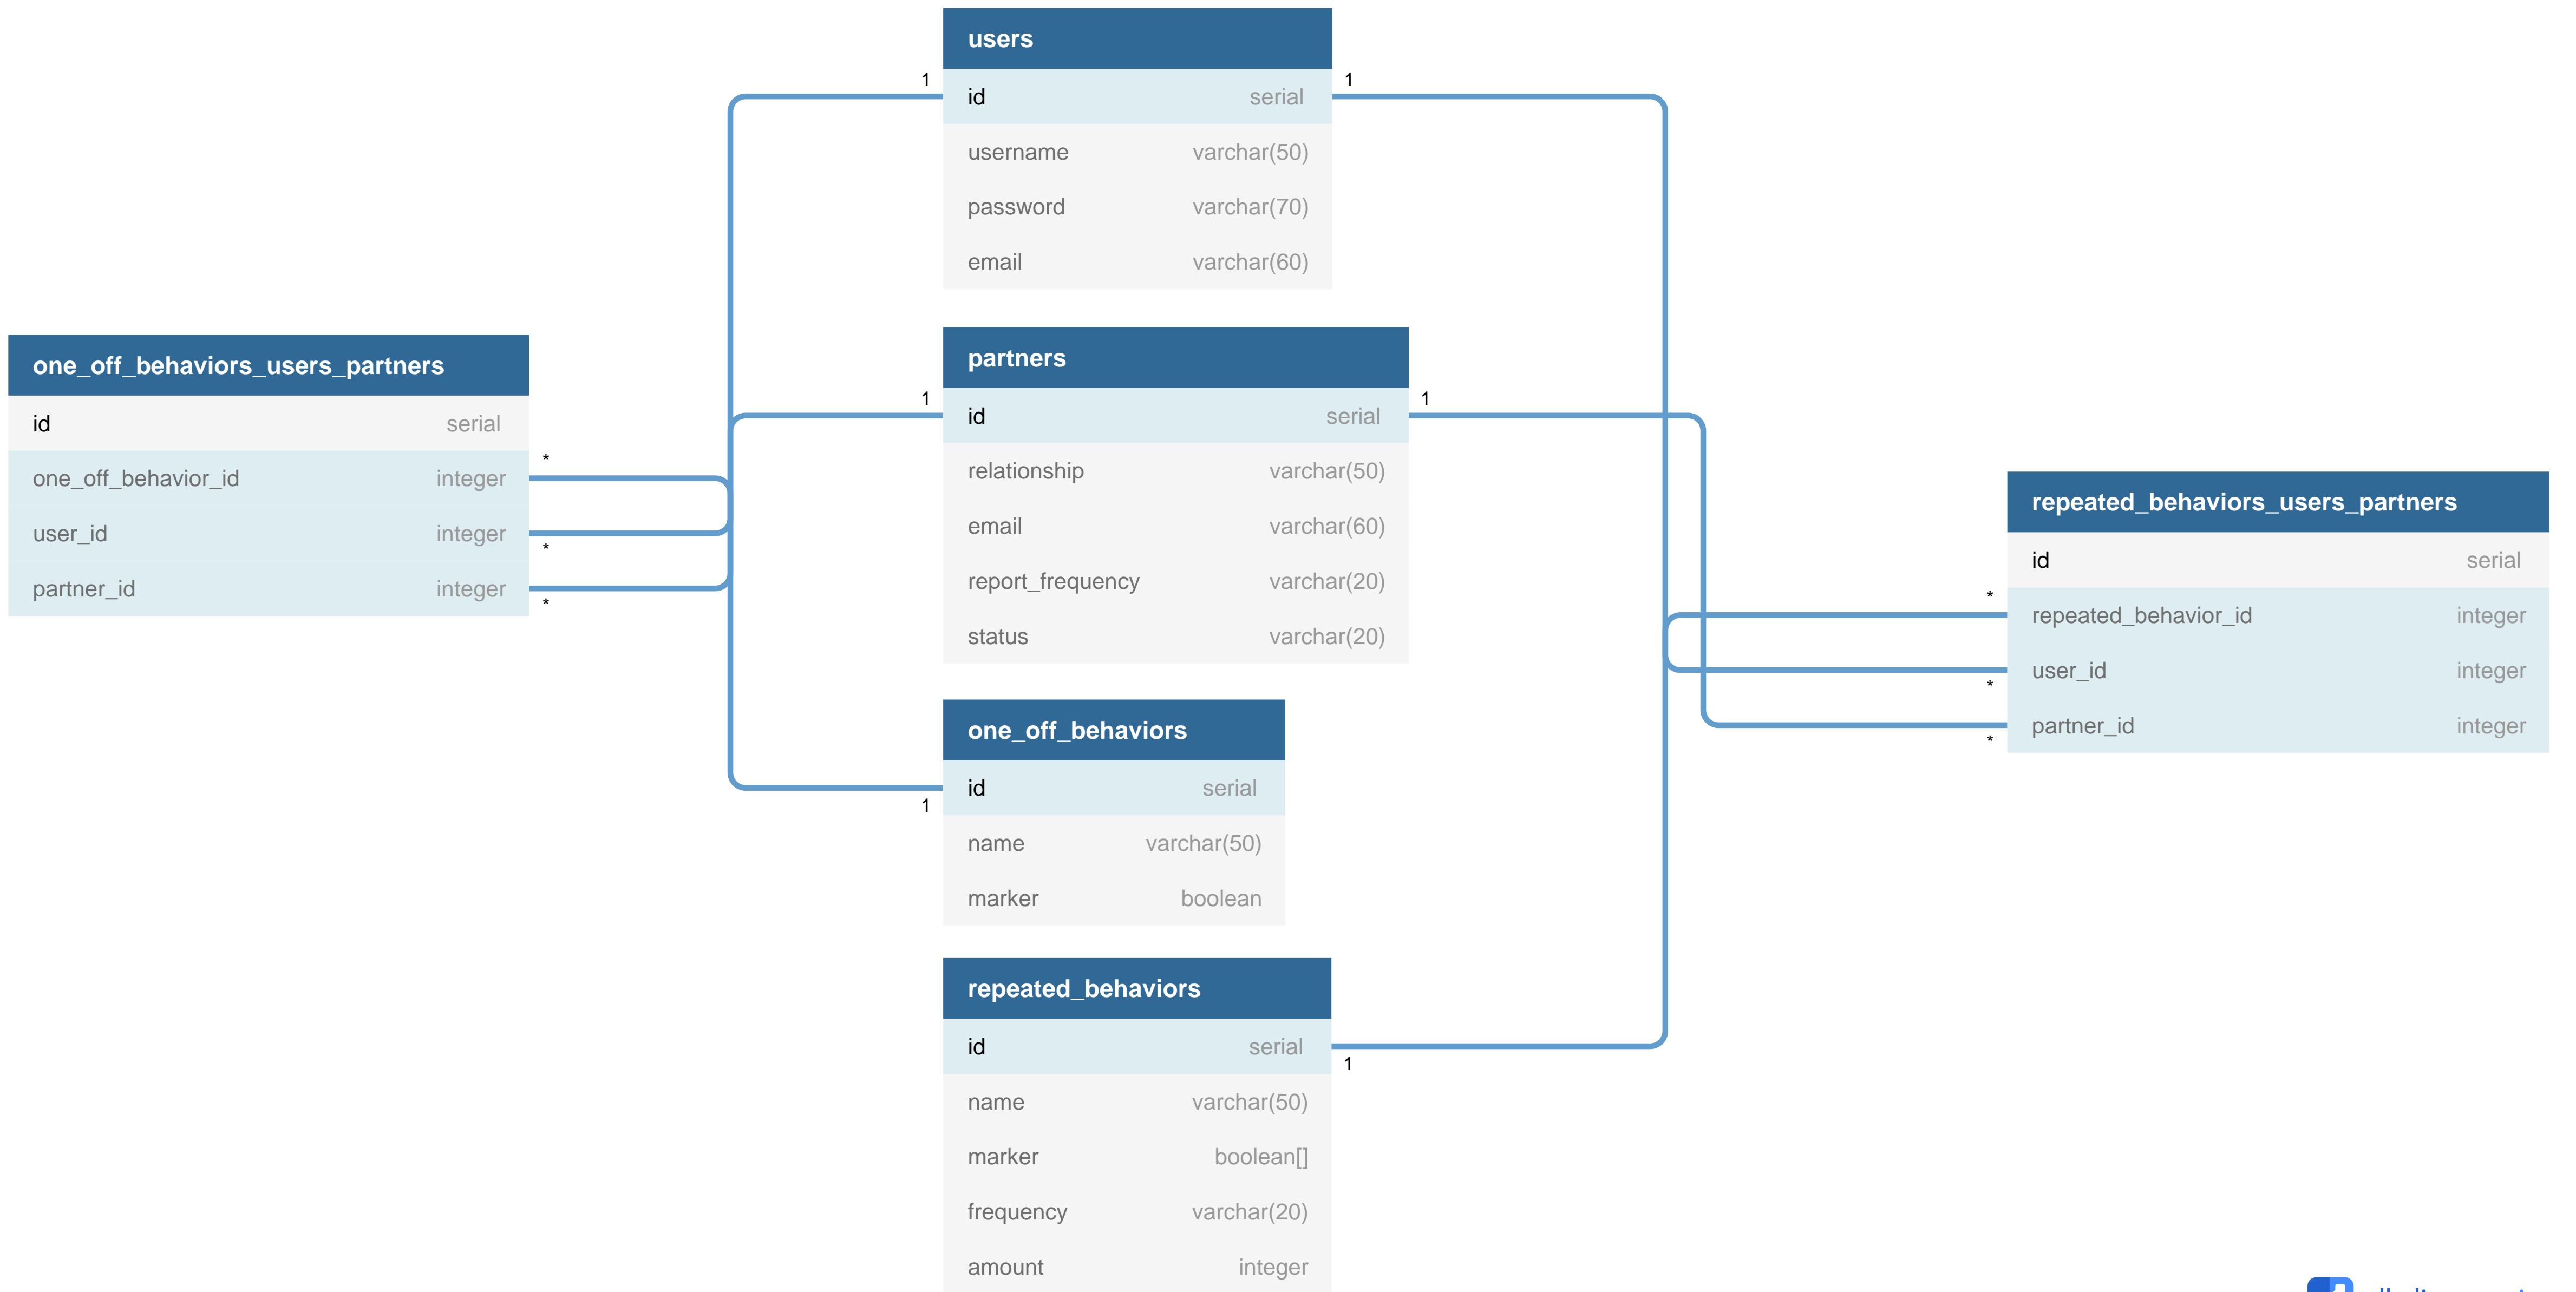 users
1
1
id serial
username varchar(50)
password varchar(70)
email varchar(60)
one_off_behaviors_users_partners
id serial
*
one_off_behavior_id integer
user_id integer
*
partner_id integer
*
partners
1
1
id serial
relationship varchar(50)
email varchar(60)
report_frequency varchar(20)
status varchar(20)
repeated_behaviors_users_partners
id serial
*
repeated_behavior_id integer
user_id integer
*
partner_id integer
*
one_off_behaviors
id serial
1
name varchar(50)
marker boolean
repeated_behaviors
id serial
1
name varchar(50)
marker boolean[]
frequency varchar(20)
amount integer